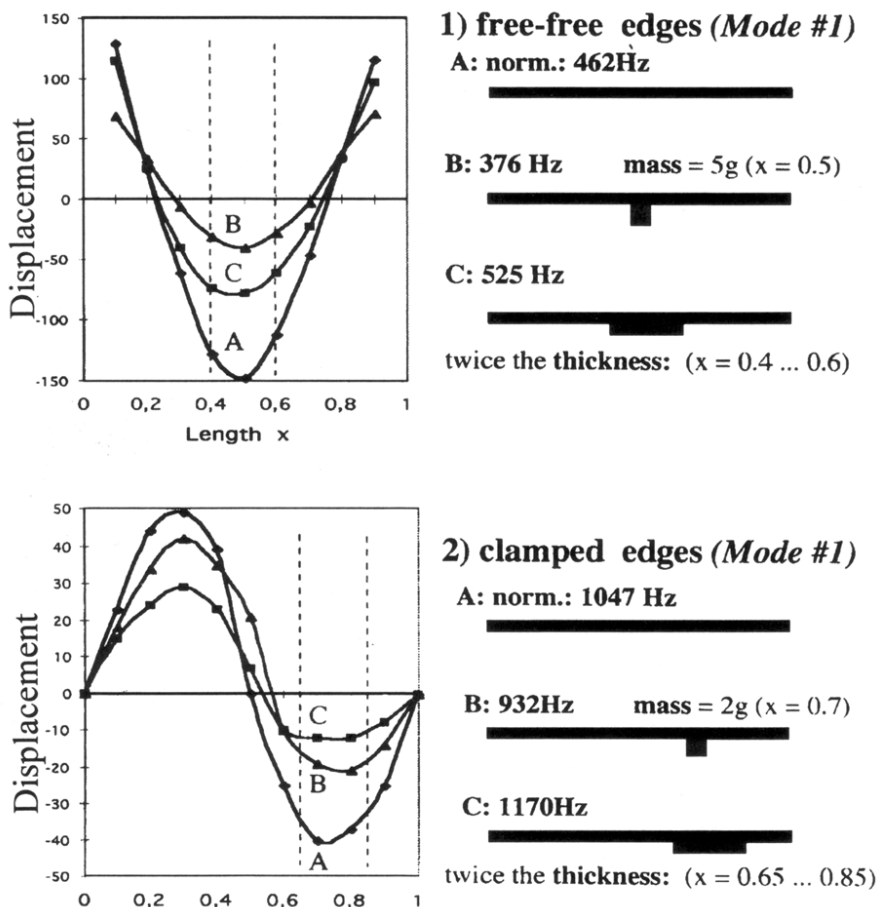 1) free-free edges (Mode #1)
A: norm.: 462Hz
B: 376 Hz mass = 5g (x = 0.5)
C: 525 Hz
twice the thickness: (x = 0.4 ... 0.6)
150
100
50
0
-50
-100
-150
Displacement
B
C
A
0 0,2 0,4 0,6 0,8 1
Length x
2) clamped edges (Mode #1)
A: norm.: 1047 Hz
B: 932Hz mass = 2g (x = 0.7)
C: 1170Hz
twice the thickness: (x = 0.65 ... 0.85)
50
40
30
20
10
0
-10
-20
-30
-40
-50
Displacement
C
B
A
0 0,2 0,4 0,6 0,8 1